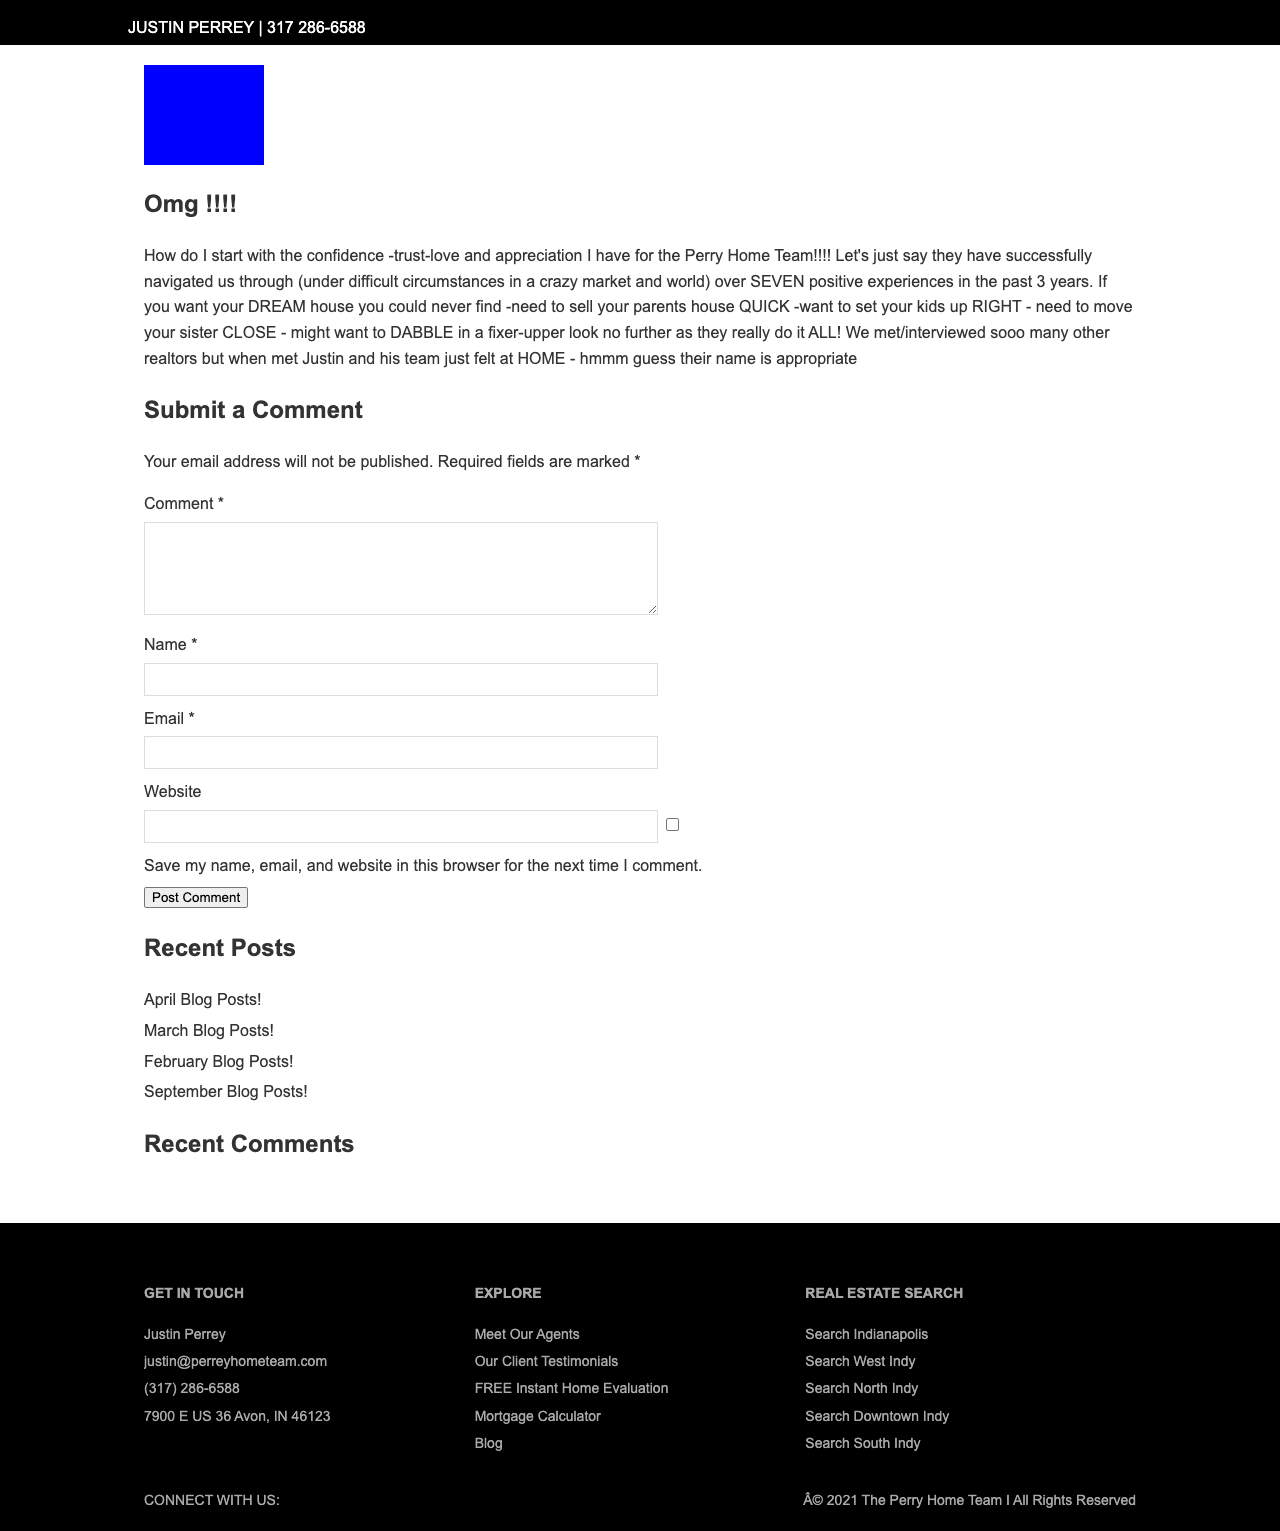 JUSTIN PERREY | 317 286-6588
Omg !!!!
How do I start with the confidence -trust-love and appreciation I have for the Perry Home Team!!!! Let's just say they have successfully
navigated us through (under difficult circumstances in a crazy market and world) over SEVEN positive experiences in the past 3 years. If
you want your DREAM house you could never find -need to sell your parents house QUICK -want to set your kids up RIGHT - need to move
your sister CLOSE - might want to DABBLE in a fixer-upper look no further as they really do it ALL! We met/interviewed sooo many other
realtors but when met Justin and his team just felt at HOME - hmmm guess their name is appropriate
Submit a Comment
Your email address will not be published. Required fields are marked *
Comment *
Name *
Email *
Website
Save my name, email, and website in this browser for the next time I comment.
Post Comment
Recent Posts
April Blog Posts!
March Blog Posts!
February Blog Posts!
September Blog Posts!
Recent Comments
GET IN TOUCH
Justin Perrey
justin@perreyhometeam.com
(317) 286-6588
7900 E US 36 Avon, IN 46123
EXPLORE
Meet Our Agents
Our Client Testimonials
FREE Instant Home Evaluation
Mortgage Calculator
Blog
REAL ESTATE SEARCH
Search Indianapolis
Search West Indy
Search North Indy
Search Downtown Indy
Search South Indy
CONNECT WITH US:
Â© 2021 The Perry Home Team I All Rights Reserved